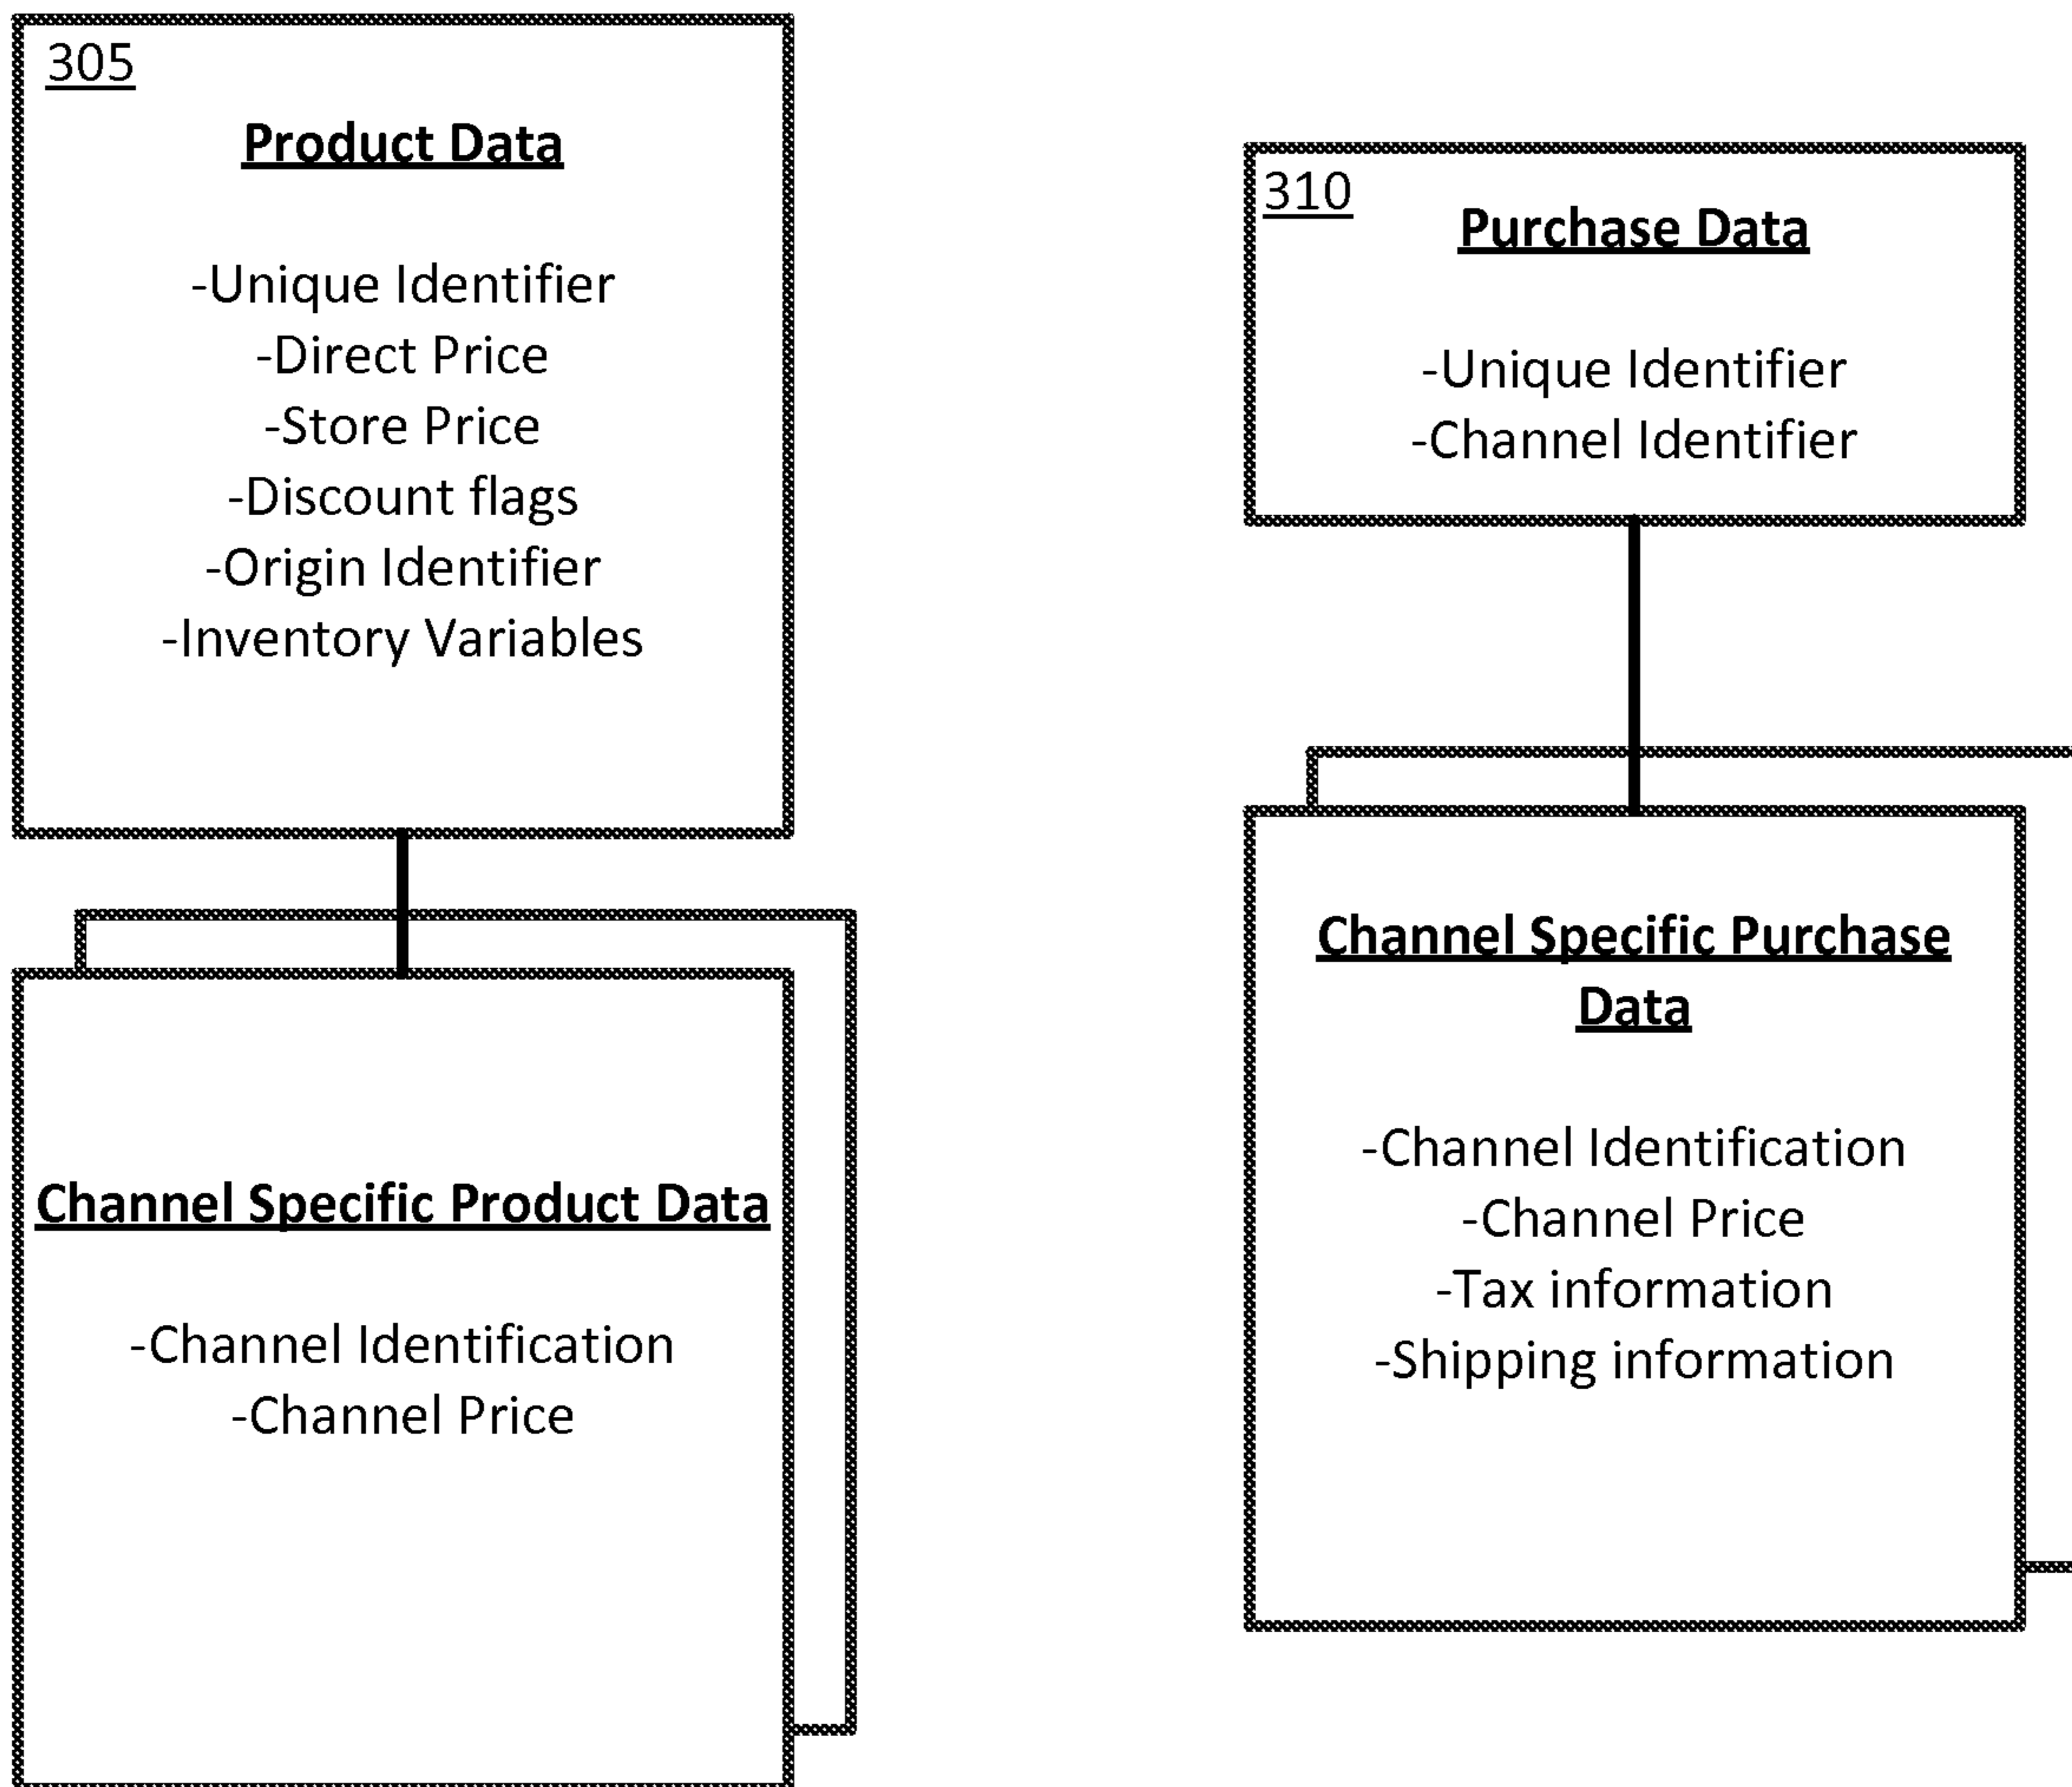 305
Product Data
-Unique Identifier
-Direct Price
-Store Price
-Discount flags
-Origin Identifier
-Inventory Variables
Channel Specific Product Data
-Channel Identification
-Channel Price
310
Purchase Data
-Unique Identifier
-Channel Identifier
Channel Specific Purchase
Data
-Channel Identification
-Channel Price
-Tax information
-Shipping information